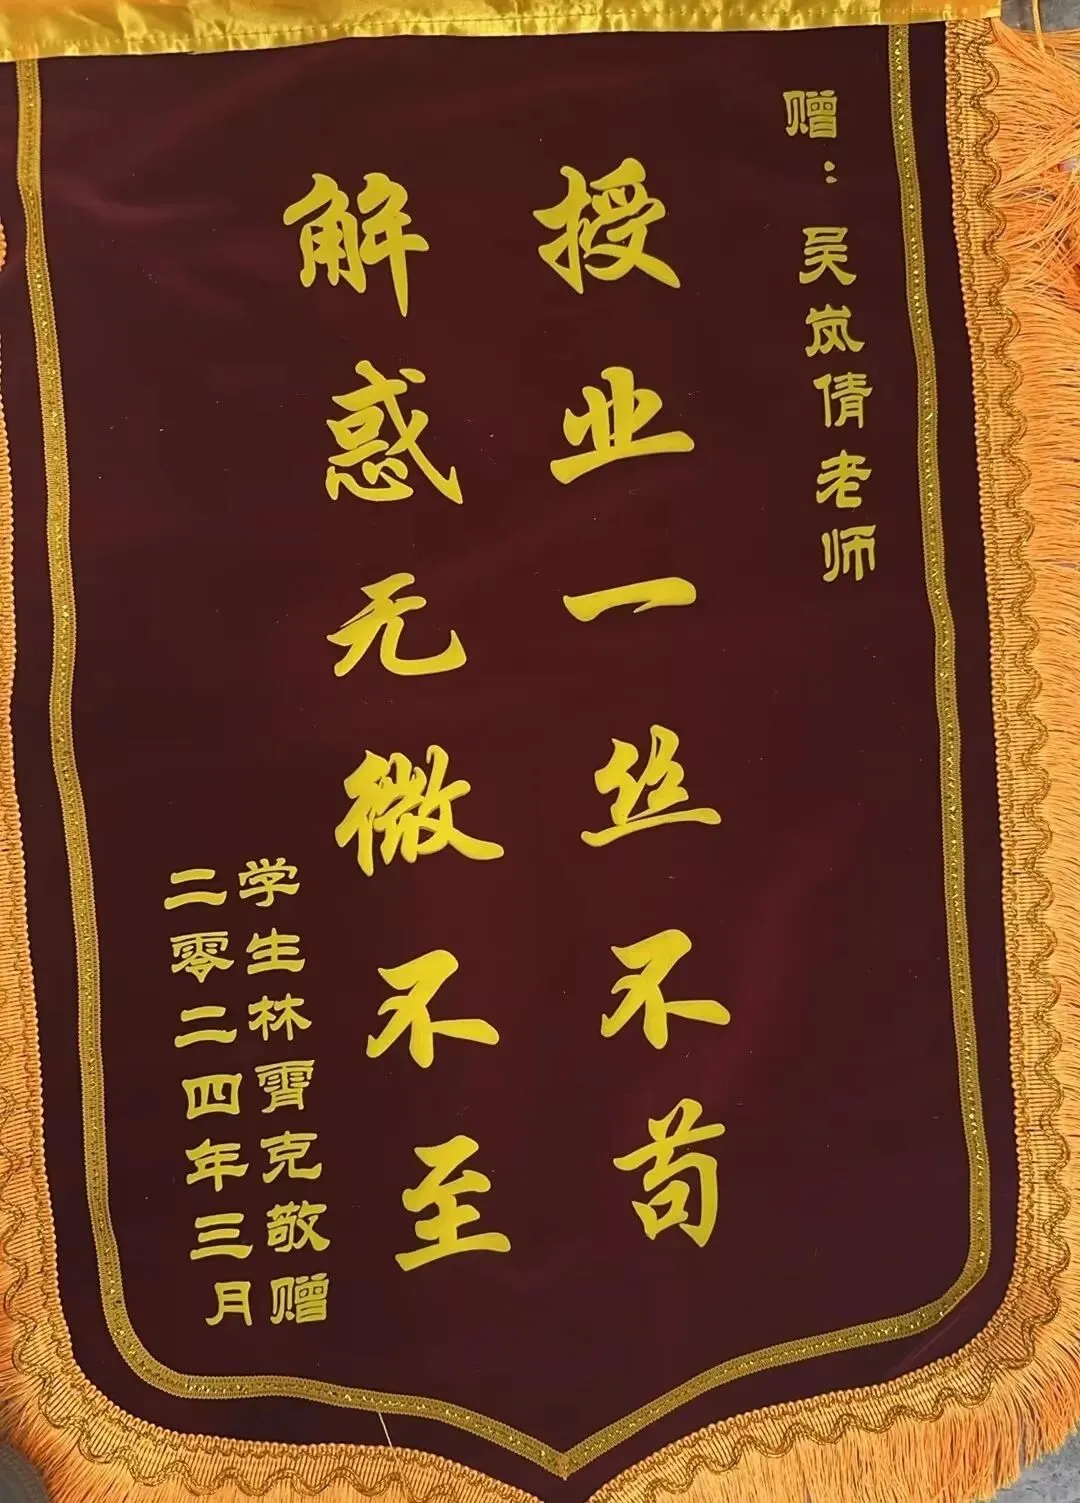 赠：吴岚倩老师
授业一丝不苟
解惑无微不至
学生林霄克敬赠
二零二四年三月